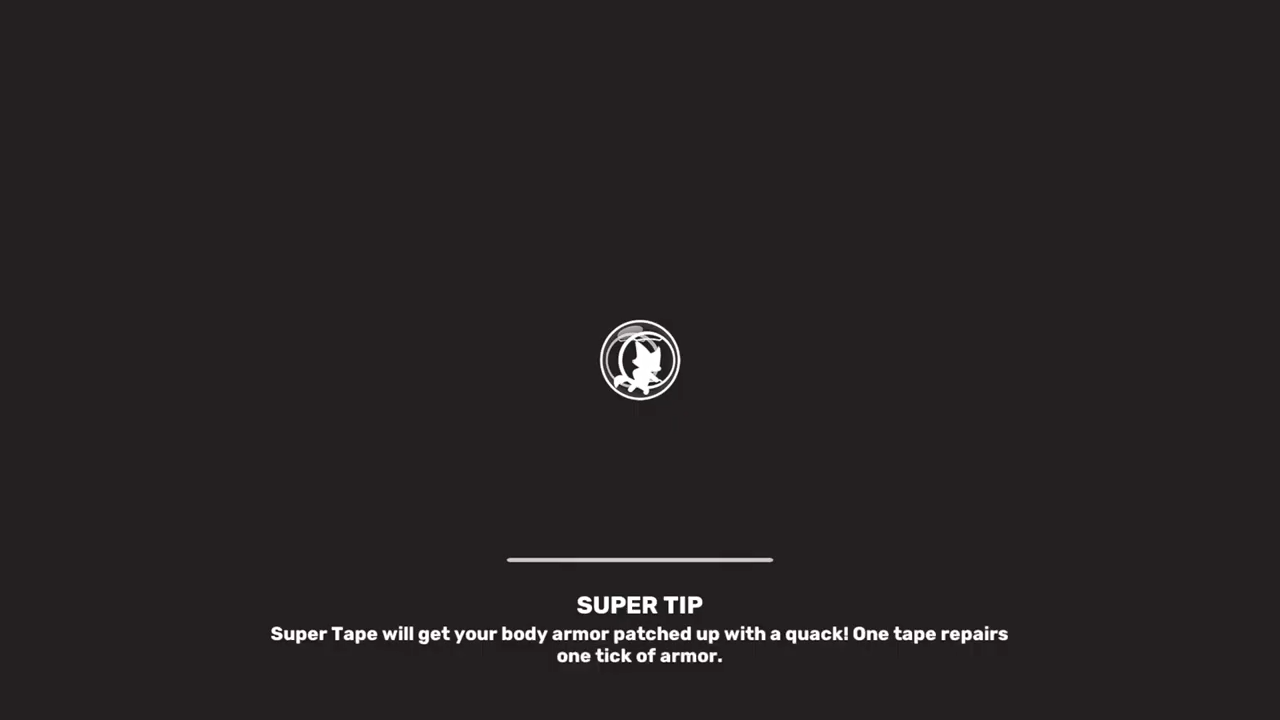 SUPER TIP
Super Tape will get your body armor patched up with a quack! One tape repairs
one tick of armor.